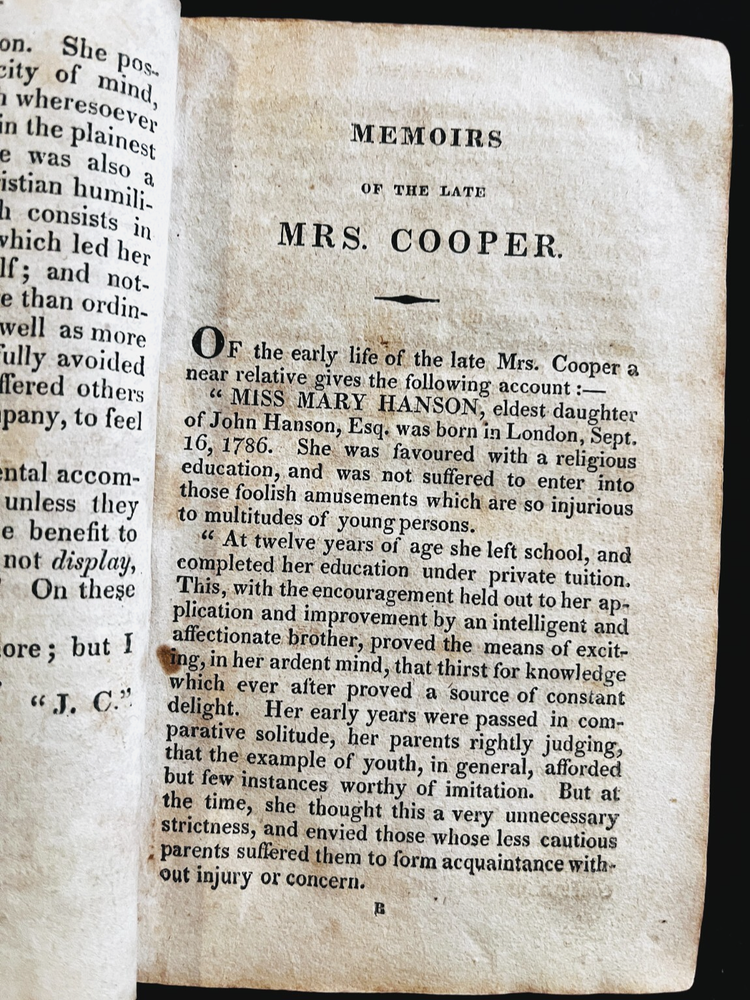 on. She pos-
city of mind,
wheresoever
in the plainest
e was also a
istian humili-
h consists in
which led her
lf; and not-
e than ordin-
well as more
fully avoided
ffered others
pany, to feel
ental accom-
unless they
e benefit to
not display,
On these
ore; but I
“J. C.”
MEMOIRS
OF THE LATE
MRS. COOPER.
OF the early life of the late Mrs. Cooper a
near relative gives the following account :—
“ MISS MARY HANSON, eldest daughter
of John Hanson, Esq. was born in London, Sept.
16, 1786. She was favoured with a religious
education, and was not suffered to enter into
those foolish amusements which are so injurious
to multitudes of young persons.
“ At twelve years of age she left school, and
completed her education under private tuition.
This, with the encouragement held out to her ap-
plication and improvement by an intelligent and
affectionate brother, proved the means of excit-
ing, in her ardent mind, that thirst for knowledge
which ever after proved a source of constant
delight. Her early years were passed in com-
parative solitude, her parents rightly judging,
that the example of youth, in general, afforded
but few instances worthy of imitation. But at
the time, she thought this a very unnecessary
strictness, and envied those whose less cautious
parents suffered them to form acquaintance with-
out injury or concern.
B